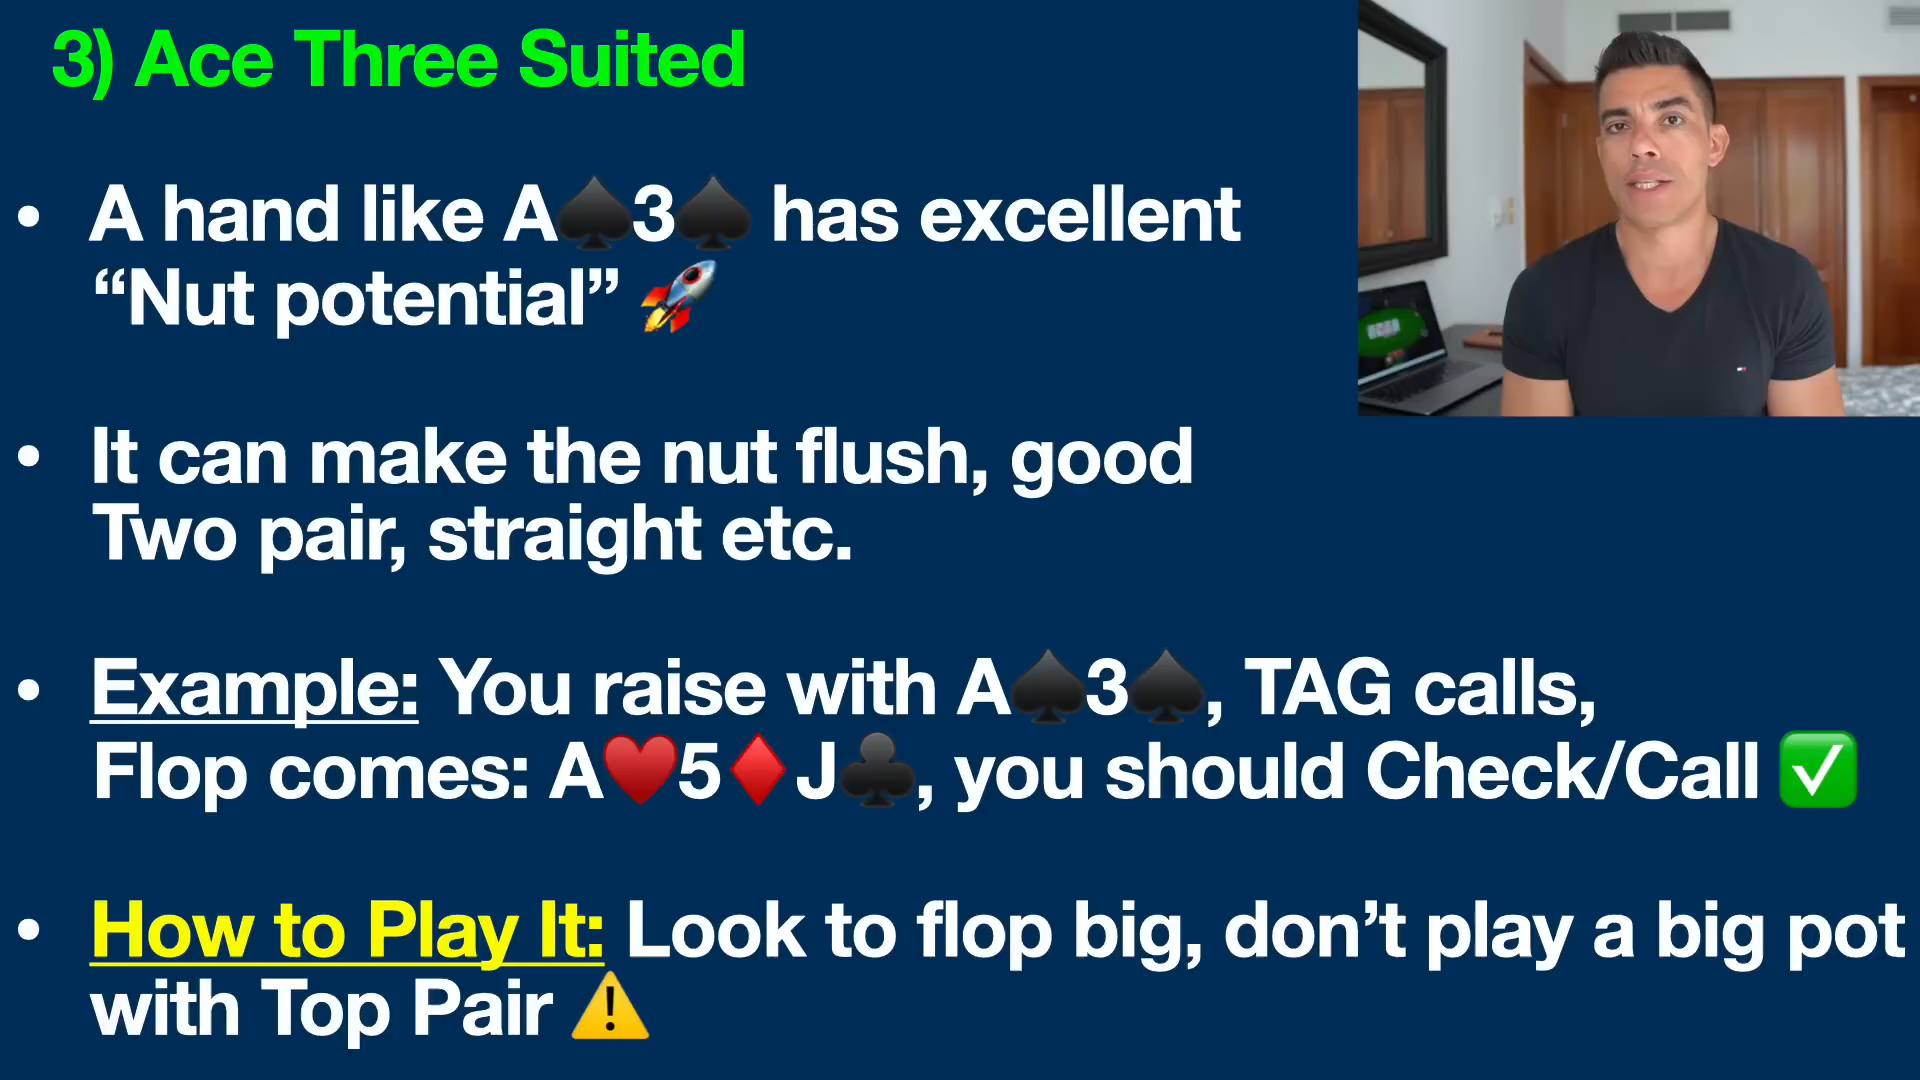 3) Ace Three Suited
• A hand like A♠3♠ has excellent
“Nut potential” 🚀
• It can make the nut flush, good
Two pair, straight etc.
• Example: You raise with A♠3♠, TAG calls,
Flop comes: A♥5♦J♣, you should Check/Call ✅
• How to Play It: Look to flop big, don’t play a big pot
with Top Pair ⚠️